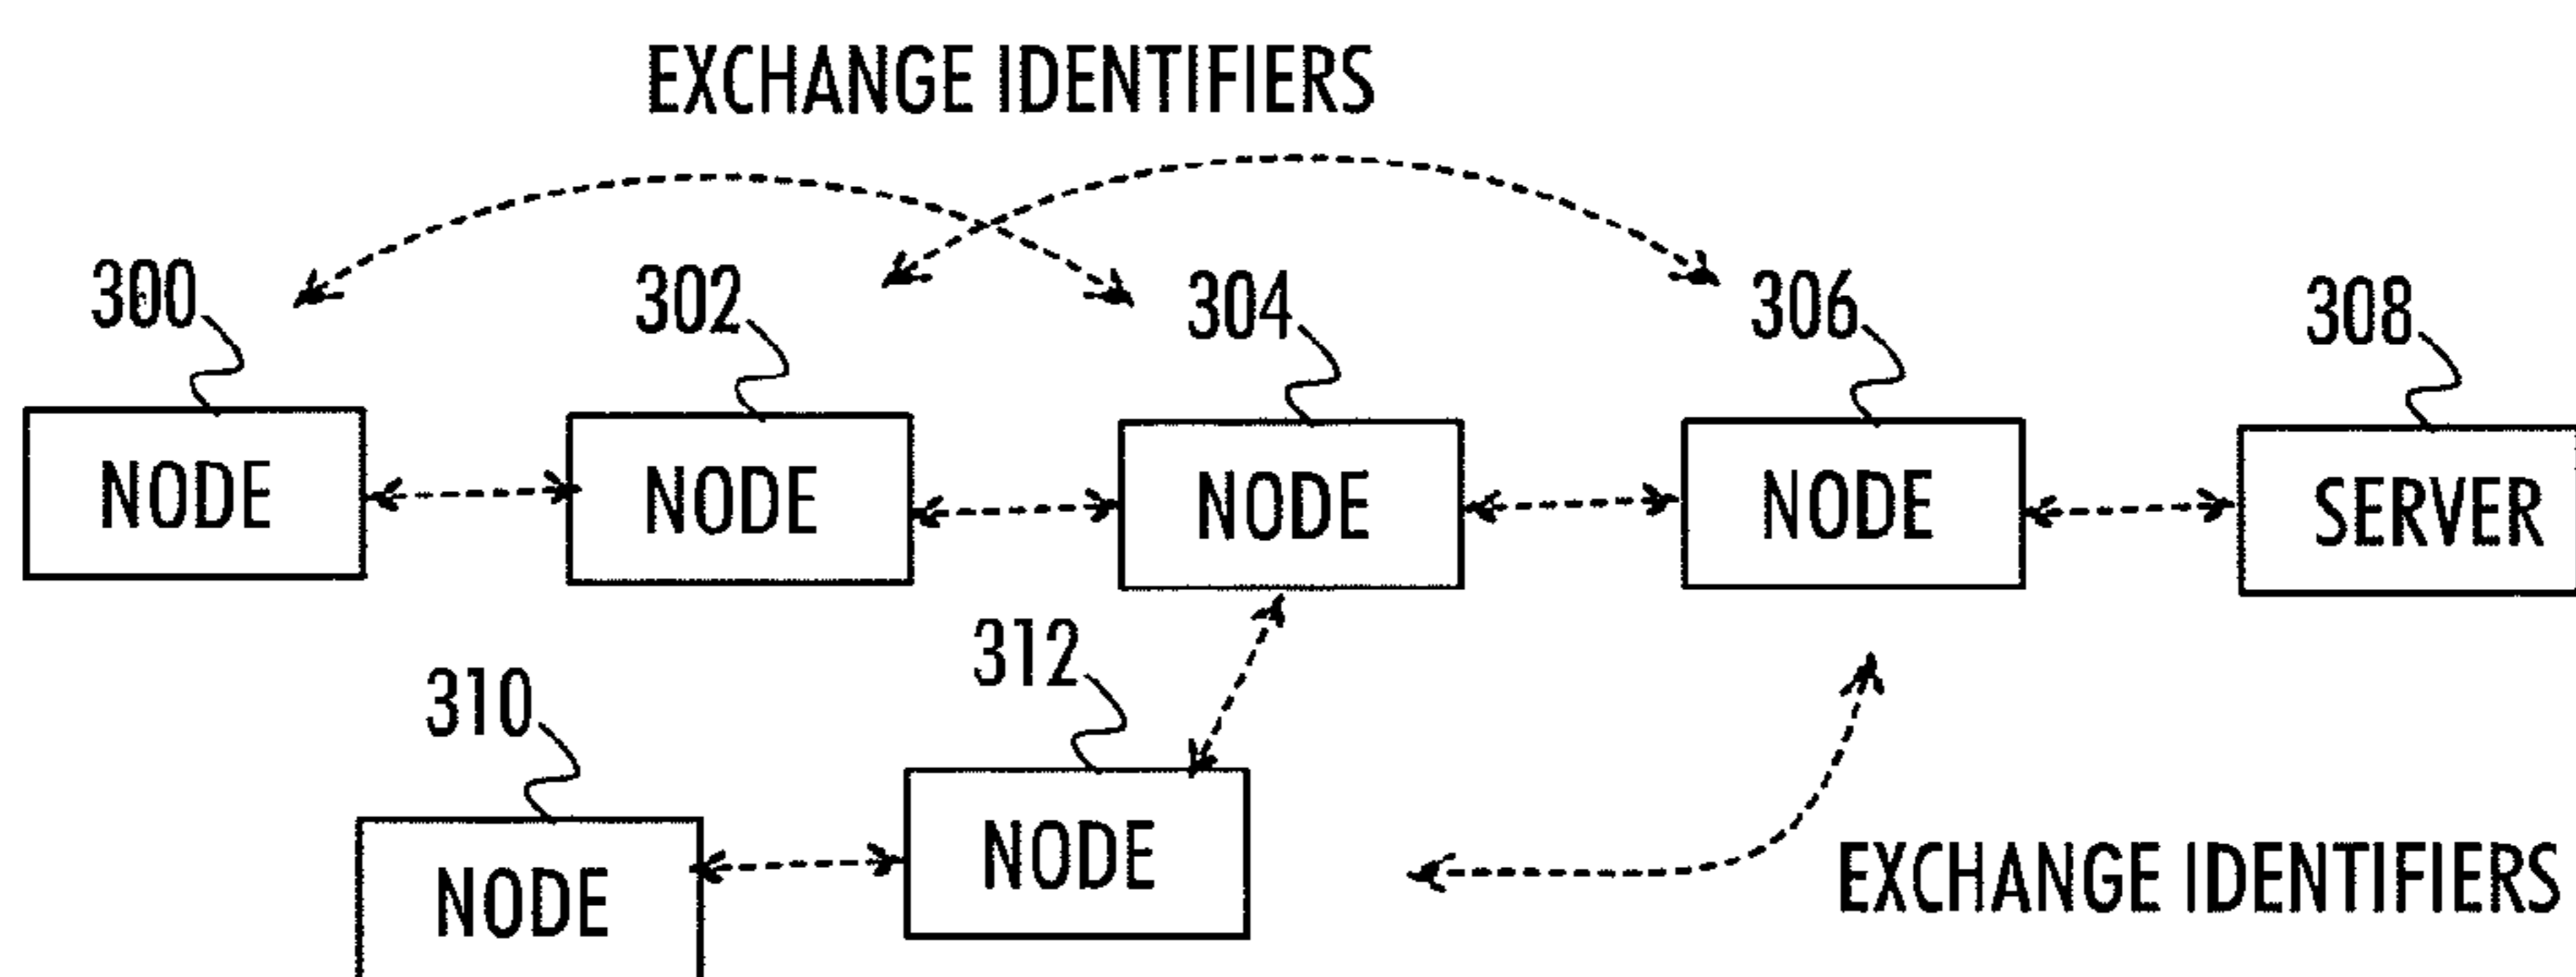 EXCHANGE IDENTIFIERS
300 302 304 306 308
NODE NODE NODE NODE SERVER
310 312
NODE NODE
EXCHANGE IDENTIFIERS